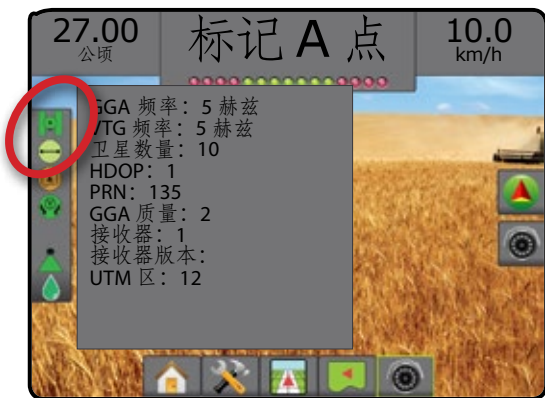 27.00
公顷
标记 A 点
10.0
km/h
GGA 频率：5 赫兹
VTG 频率：5 赫兹
卫星数量：10
HDOP：1
PRN：135
GGA 质量：2
接收器：1
接收器版本：
UTM 区：12